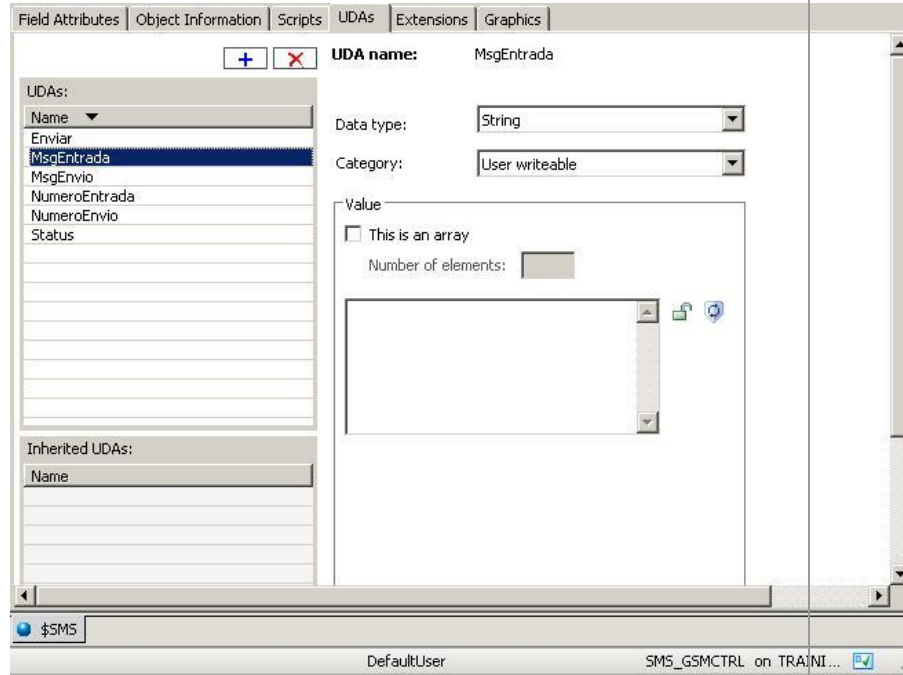 Field Attributes Object Information Scripts UDAs Extensions Graphics
UDA name: MsgEntrada
UDAs:
Name
Enviar
MsgEntrada
MsgEnvio
NumeroEntrada
NumeroEnvio
Status
Data type: String
Category: User writeable
Value
This is an array
Number of elements:
Inherited UDAs:
Name
$SMS
DefaultUser SMS_GSMCTRL on TRAINI...